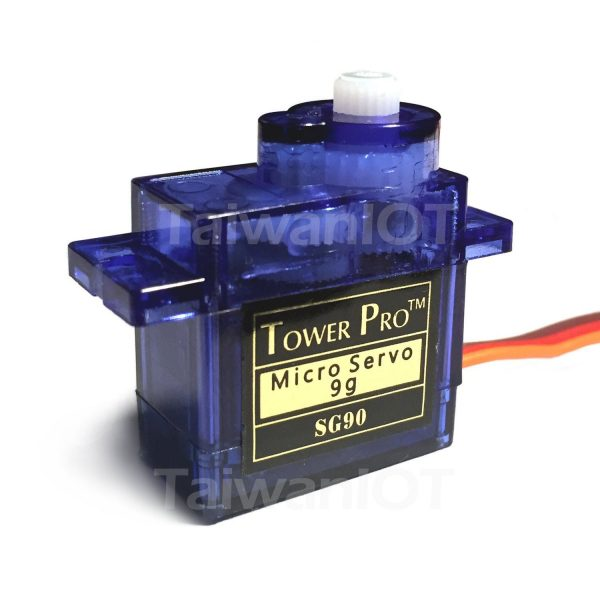 TaiwanIOT
TOWER PRO™
Micro Servo
9g
SG90
TaiwanIOT